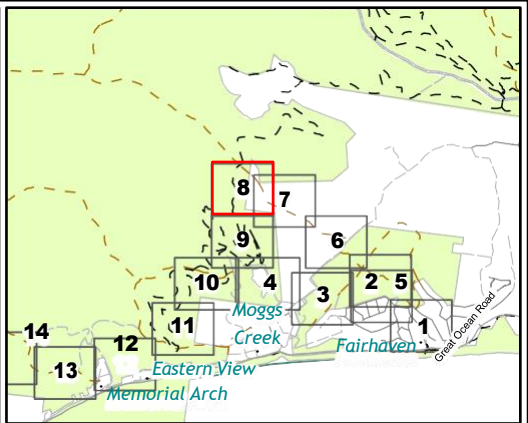 8
7
9
6
10
4
2
5
3
Moggs
Creek
11
1
Great Ocean Road
14
12
Fairhaven
13
Eastern View
Memorial Arch